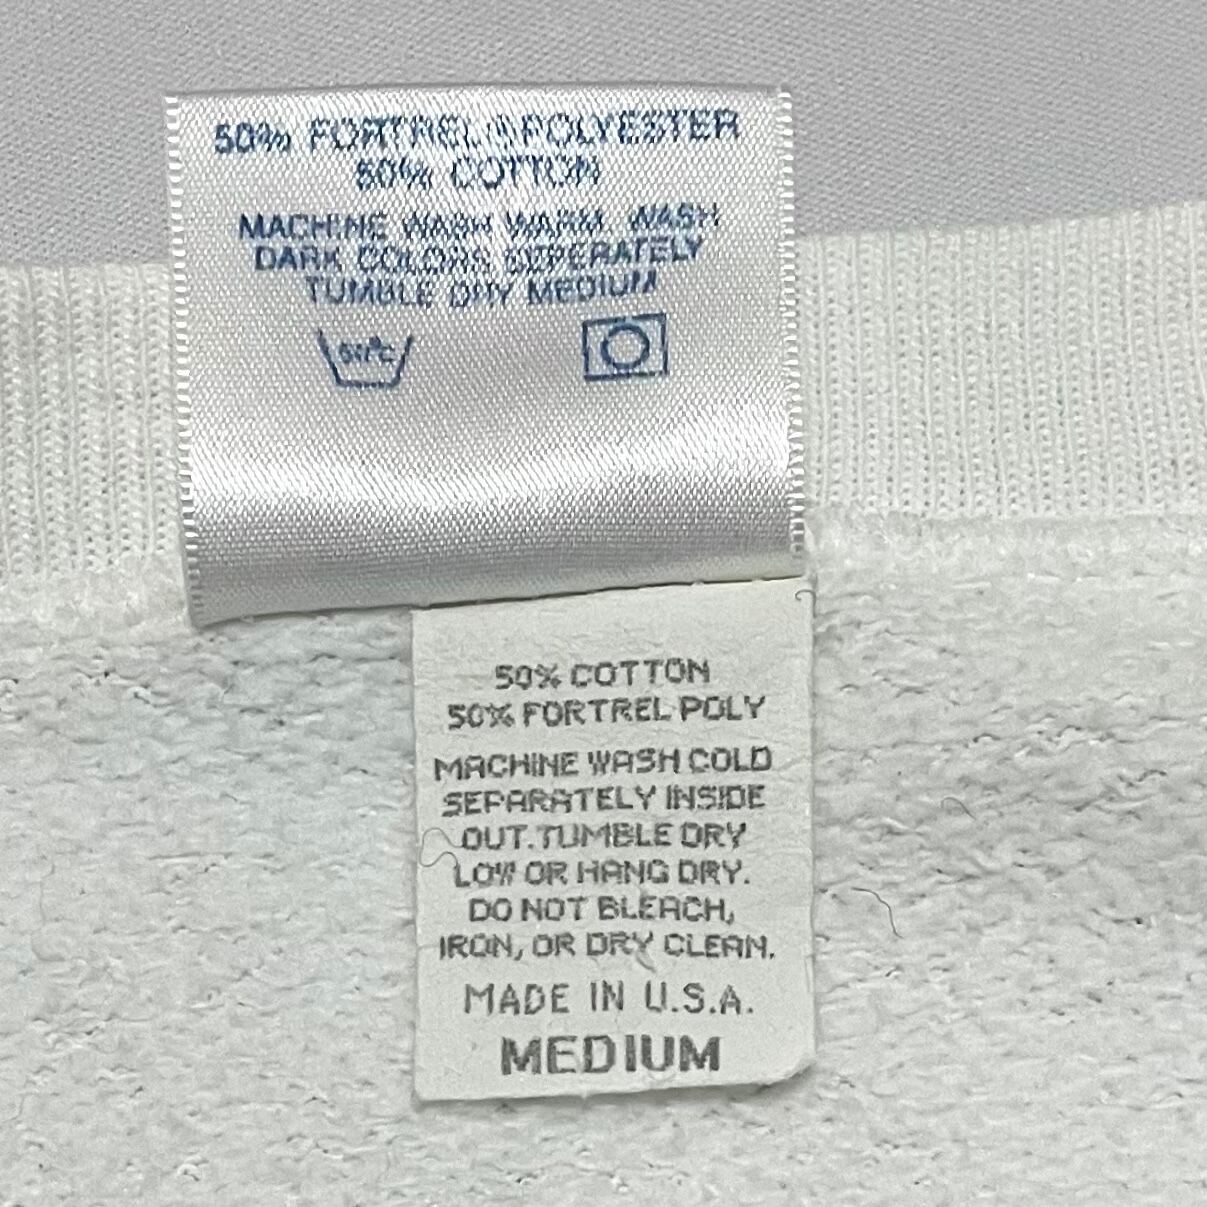 50% FORTREL® POLYESTER
50% COTTON
MACHINE WASH WARM. WASH
DARK COLORS SEPERATELY
TUMBLE DRY MEDIUM
50% COTTON
50% FORTREL POLY
MACHINE WASH COLD
SEPARATELY INSIDE
OUT. TUMBLE DRY
LOW OR HANG DRY.
DO NOT BLEACH,
IRON, OR DRY CLEAN.
MADE IN U.S.A.
MEDIUM